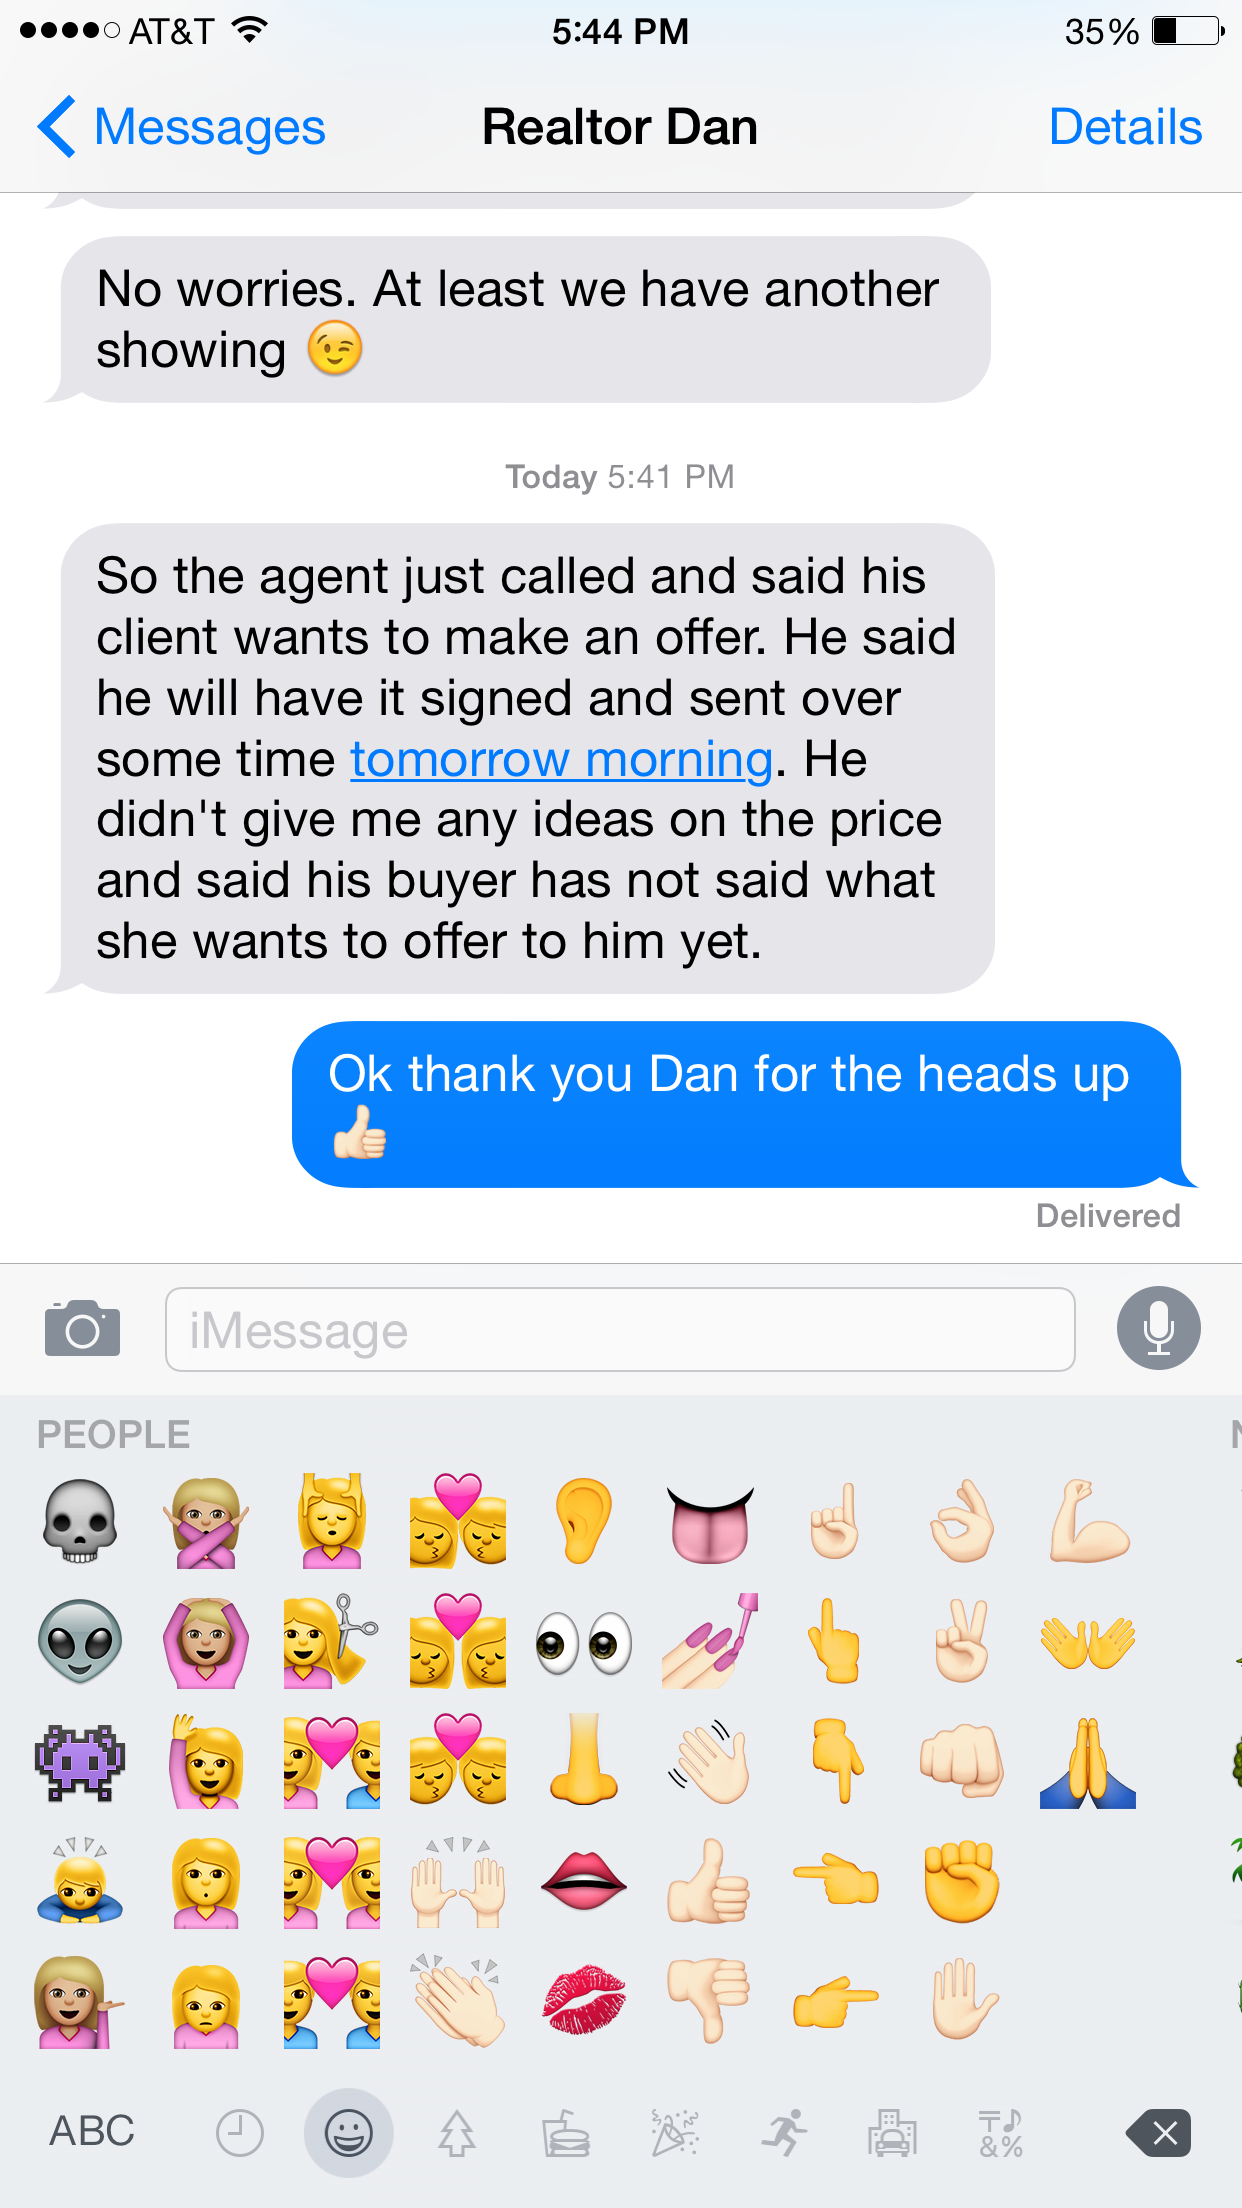 AT&T 5:44 PM 35%
Messages Realtor Dan Details
No worries. At least we have another
showing 😉
Today 5:41 PM
So the agent just called and said his
client wants to make an offer. He said
he will have it signed and sent over
some time tomorrow morning. He
didn't give me any ideas on the price
and said his buyer has not said what
she wants to offer to him yet.
Ok thank you Dan for the heads up
👍🏻
Delivered
iMessage
PEOPLE
ABC &%